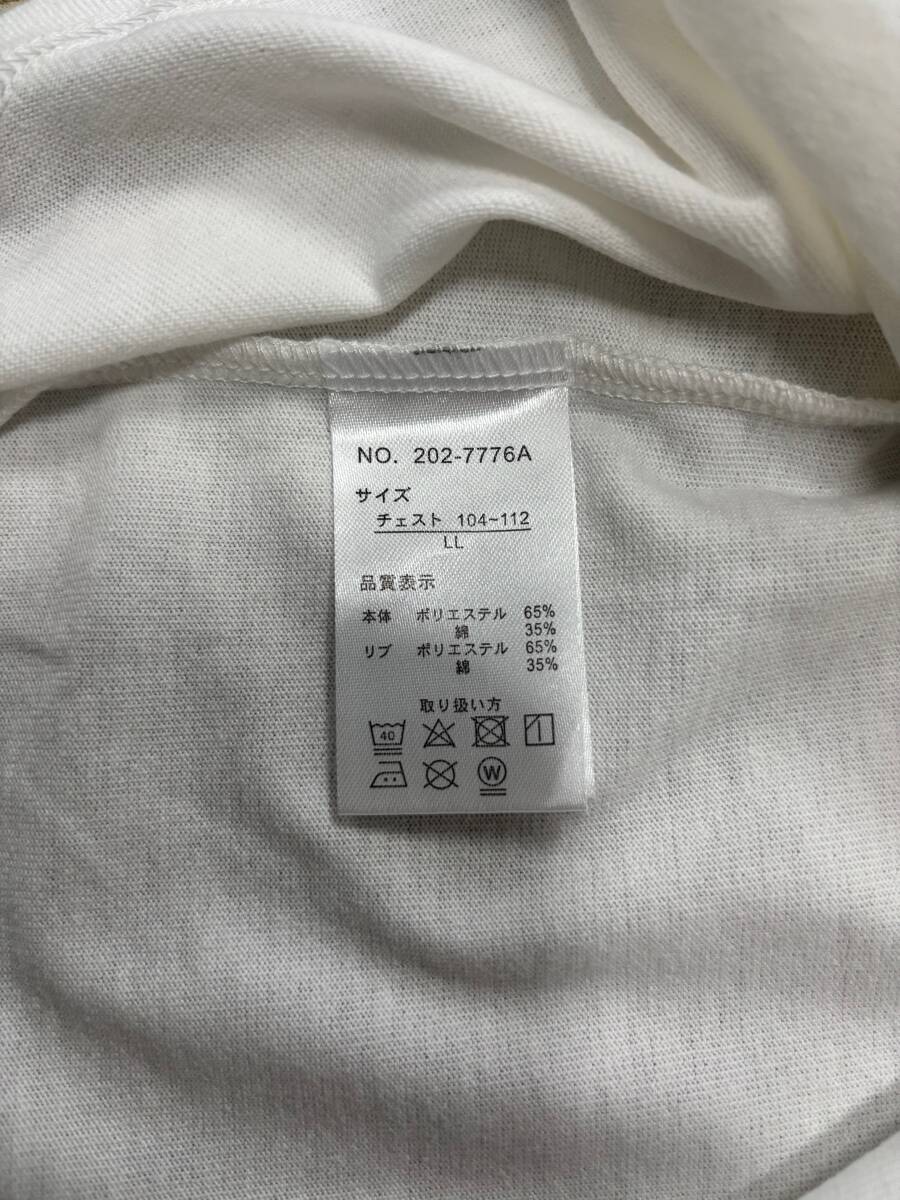 NO. 202-7776A
サイズ
チェスト 104~112
LL
品質表示
本体 ポリエステル 65%
綿 35%
リブ ポリエステル 65%
綿 35%
取り扱い方
40
W